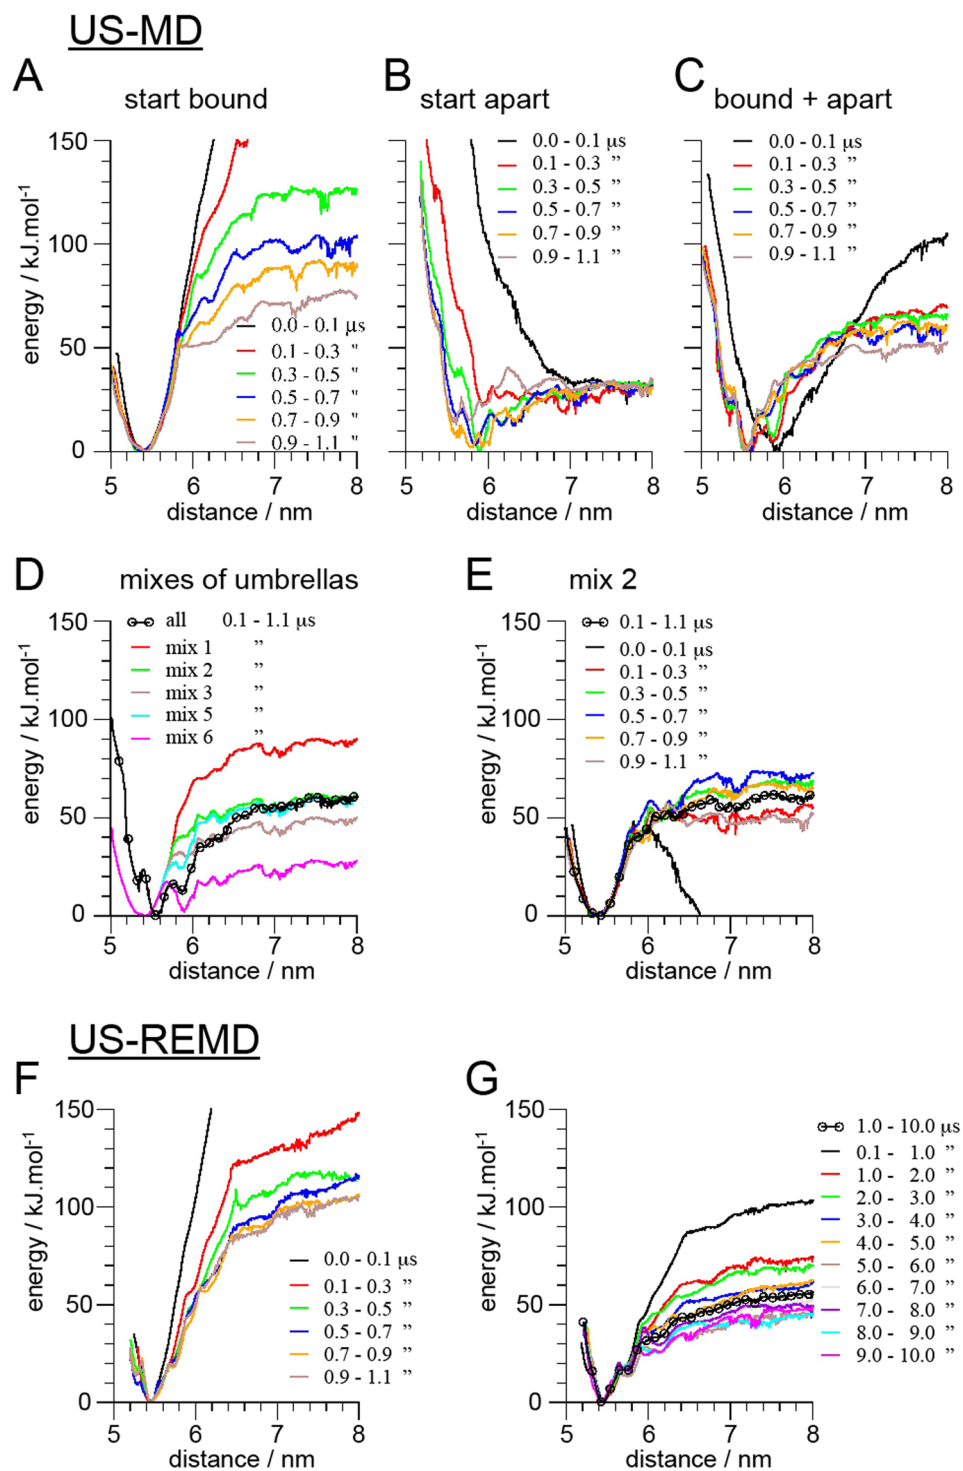 US-MD
A
start bound
150
100
50
0
5 6 7 8
energy / kJ.mol⁻¹
distance / nm
0.0 - 0.1 µs
0.1 - 0.3 "
0.3 - 0.5 "
0.5 - 0.7 "
0.7 - 0.9 "
0.9 - 1.1 "
B
start apart
0.0 - 0.1 µs
0.1 - 0.3 ”
0.3 - 0.5 ”
0.5 - 0.7 ”
0.7 - 0.9 ”
0.9 - 1.1 ”
5 6 7 8
distance / nm
C
bound + apart
0.0 - 0.1 µs
0.1 - 0.3 ”
0.3 - 0.5 ”
0.5 - 0.7 ”
0.7 - 0.9 ”
0.9 - 1.1 ”
5 6 7 8
distance / nm
D
mixes of umbrellas
all 0.1 - 1.1 µs
mix 1 ”
mix 2 ”
mix 3 ”
mix 5 ”
mix 6 ”
150
100
50
0
5 6 7 8
energy / kJ.mol⁻¹
distance / nm
E
mix 2
0.1 - 1.1 µs
0.0 - 0.1 µs
0.1 - 0.3 ”
0.3 - 0.5 ”
0.5 - 0.7 ”
0.7 - 0.9 ”
0.9 - 1.1 ”
150
100
50
0
5 6 7 8
energy / kJ.mol⁻¹
distance / nm
US-REMD
F
150
100
50
0
5 6 7 8
energy / kJ.mol⁻¹
distance / nm
0.0 - 0.1 µs
0.1 - 0.3 ”
0.3 - 0.5 ”
0.5 - 0.7 ”
0.7 - 0.9 ”
0.9 - 1.1 ”
G
150
100
50
0
5 6 7 8
energy / kJ.mol⁻¹
distance / nm
1.0 - 10.0 µs
0.1 - 1.0 ”
1.0 - 2.0 ”
2.0 - 3.0 ”
3.0 - 4.0 ”
4.0 - 5.0 ”
5.0 - 6.0 ”
6.0 - 7.0 ”
7.0 - 8.0 ”
8.0 - 9.0 ”
9.0 - 10.0 ”